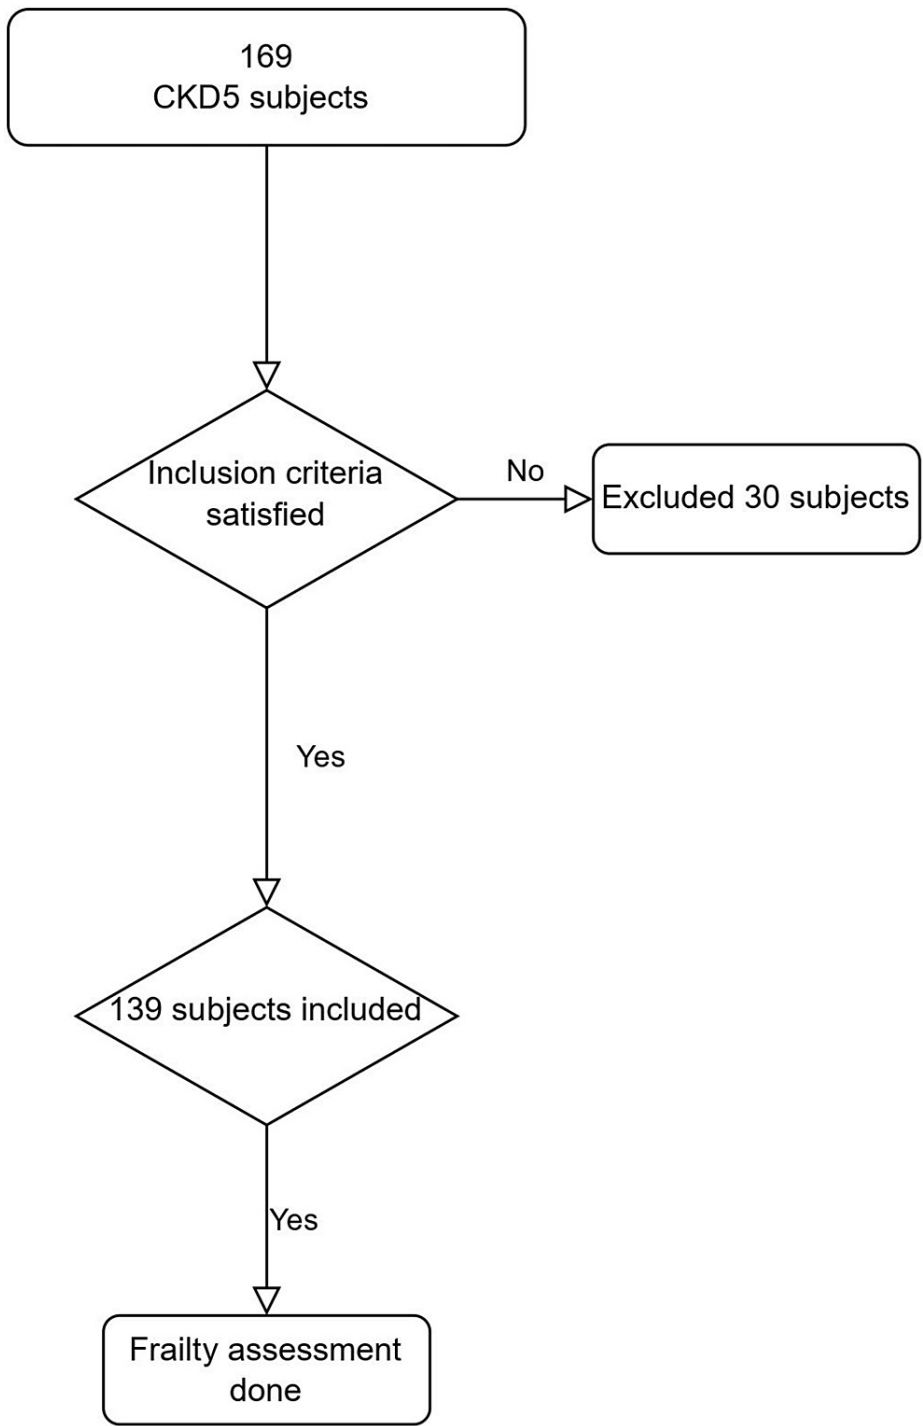 169
CKD5 subjects
Inclusion criteria
satisfied
No
Excluded 30 subjects
Yes
139 subjects included
Yes
Frailty assessment
done